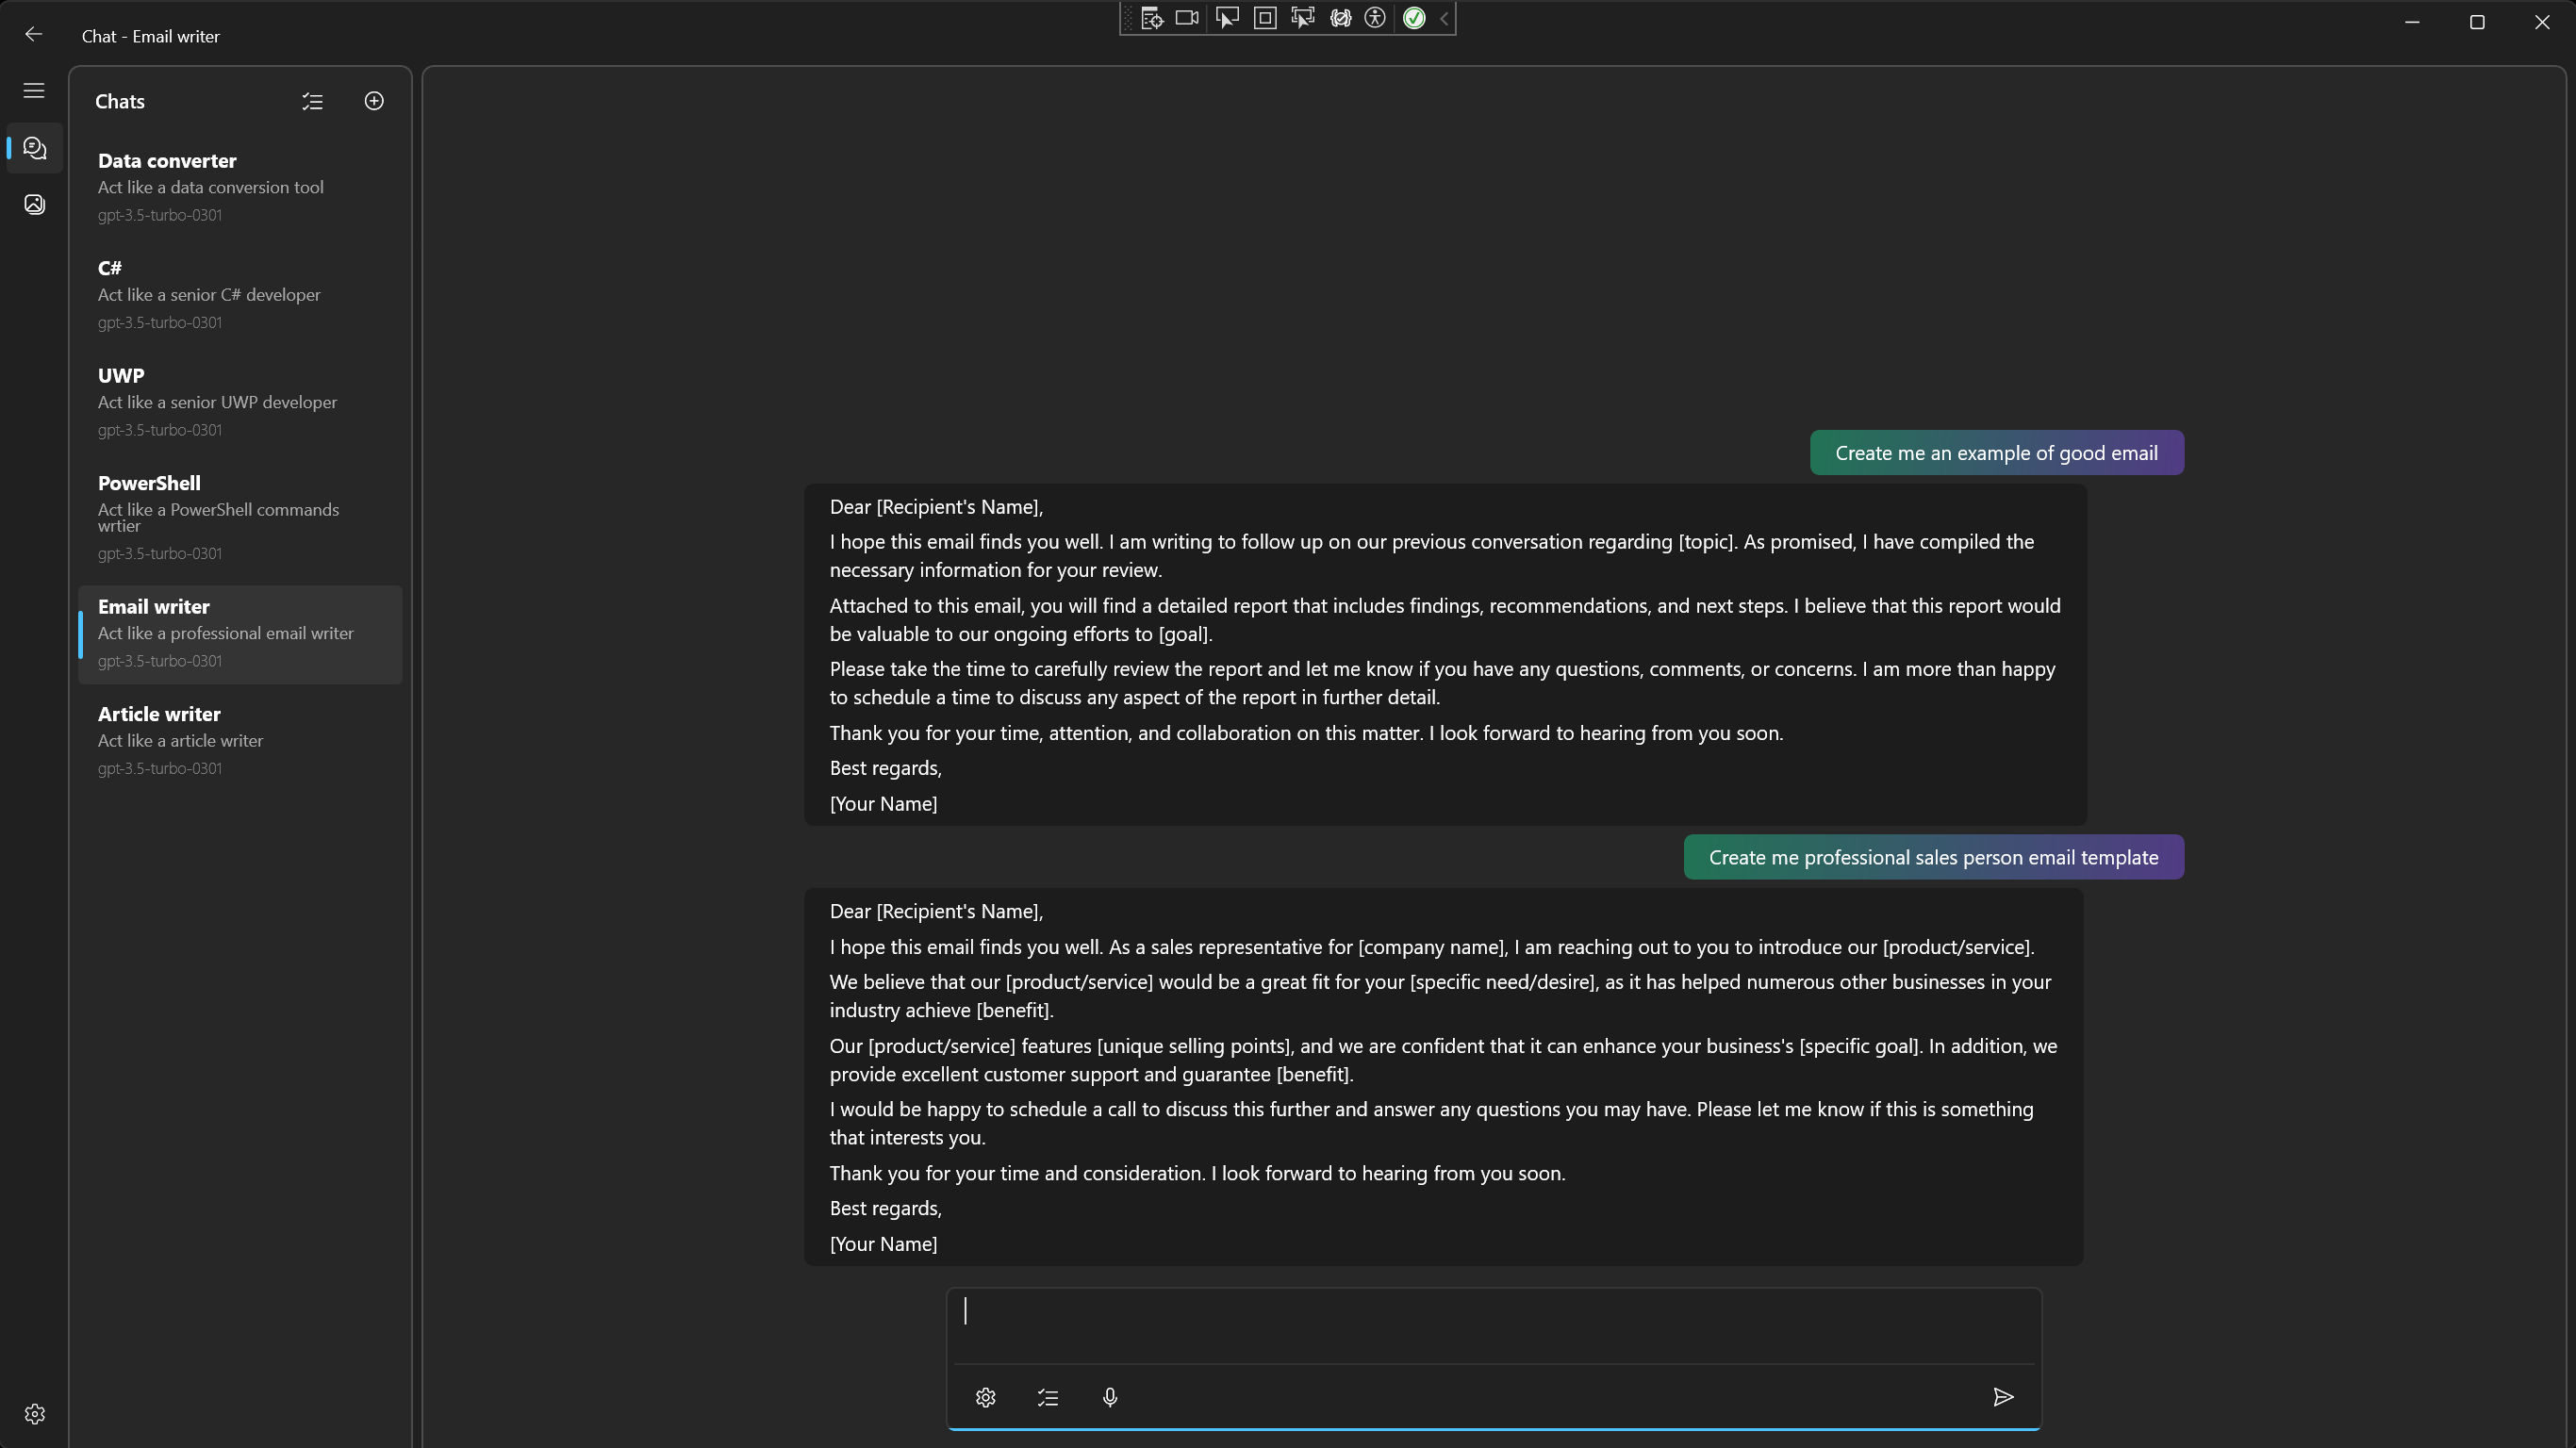 Chat - Email writer
Chats
Data converter
Act like a data conversion tool
gpt-3.5-turbo-0301
C#
Act like a senior C# developer
gpt-3.5-turbo-0301
UWP
Act like a senior UWP developer
gpt-3.5-turbo-0301
PowerShell
Act like a PowerShell commands
wrtier
gpt-3.5-turbo-0301
Email writer
Act like a professional email writer
gpt-3.5-turbo-0301
Article writer
Act like a article writer
gpt-3.5-turbo-0301
Create me an example of good email
Dear [Recipient's Name],
I hope this email finds you well. I am writing to follow up on our previous conversation regarding [topic]. As promised, I have compiled the
necessary information for your review.
Attached to this email, you will find a detailed report that includes findings, recommendations, and next steps. I believe that this report would
be valuable to our ongoing efforts to [goal].
Please take the time to carefully review the report and let me know if you have any questions, comments, or concerns. I am more than happy
to schedule a time to discuss any aspect of the report in further detail.
Thank you for your time, attention, and collaboration on this matter. I look forward to hearing from you soon.
Best regards,
[Your Name]
Create me professional sales person email template
Dear [Recipient's Name],
I hope this email finds you well. As a sales representative for [company name], I am reaching out to you to introduce our [product/service].
We believe that our [product/service] would be a great fit for your [specific need/desire], as it has helped numerous other businesses in your
industry achieve [benefit].
Our [product/service] features [unique selling points], and we are confident that it can enhance your business's [specific goal]. In addition, we
provide excellent customer support and guarantee [benefit].
I would be happy to schedule a call to discuss this further and answer any questions you may have. Please let me know if this is something
that interests you.
Thank you for your time and consideration. I look forward to hearing from you soon.
Best regards,
[Your Name]